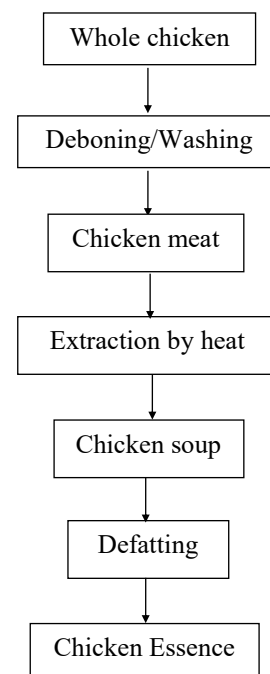 Whole chicken
Deboning/Washing
Chicken meat
Extraction by heat
Chicken soup
Defatting
Chicken Essence